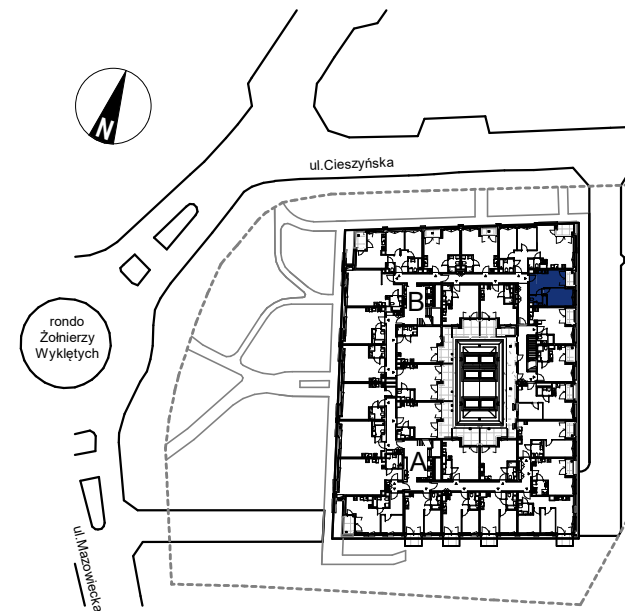 N
ul.Cieszyńska
B
rondo
Żołnierzy
Wyklętych
A
ul.Mazowiecka